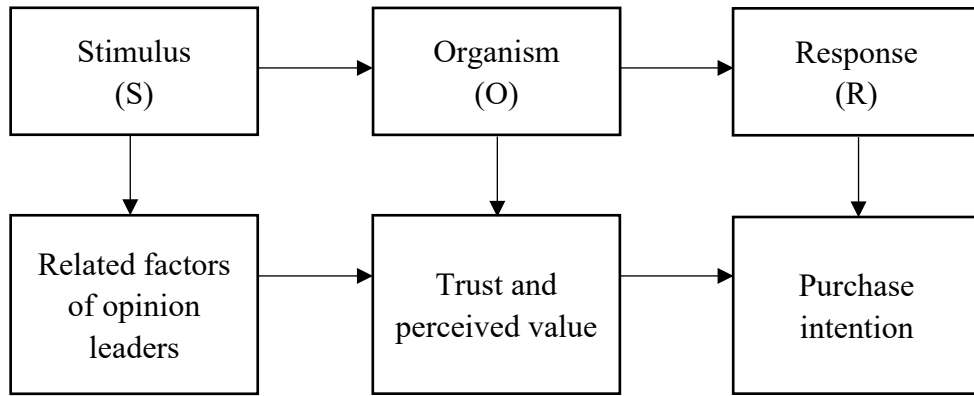 Stimulus
(S)
Organism
(O)
Response
(R)
Related factors
of opinion
leaders
Trust and
perceived value
Purchase
intention